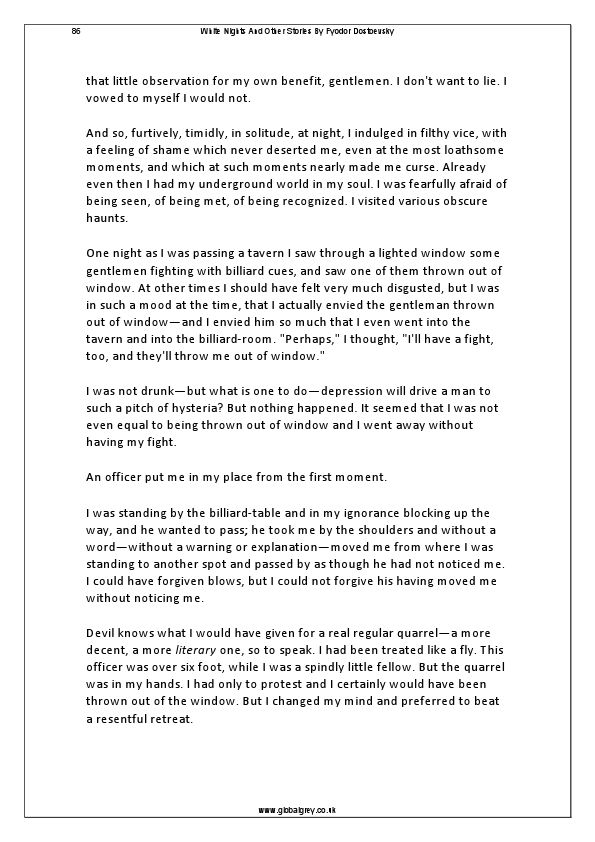 86
White Nights And Other Stories By Fyodor Dostoevsky
that little observation for my own benefit, gentlemen. I don't want to lie. I
vowed to myself I would not.
And so, furtively, timidly, in solitude, at night, I indulged in filthy vice, with
a feeling of shame which never deserted me, even at the most loathsome
moments, and which at such moments nearly made me curse. Already
even then I had my underground world in my soul. I was fearfully afraid of
being seen, of being met, of being recognized. I visited various obscure
haunts.
One night as I was passing a tavern I saw through a lighted window some
gentlemen fighting with billiard cues, and saw one of them thrown out of
window. At other times I should have felt very much disgusted, but I was
in such a mood at the time, that I actually envied the gentleman thrown
out of window—and I envied him so much that I even went into the
tavern and into the billiard-room. "Perhaps," I thought, "I'll have a fight,
too, and they'll throw me out of window."
I was not drunk—but what is one to do—depression will drive a man to
such a pitch of hysteria? But nothing happened. It seemed that I was not
even equal to being thrown out of window and I went away without
having my fight.
An officer put me in my place from the first moment.
I was standing by the billiard-table and in my ignorance blocking up the
way, and he wanted to pass; he took me by the shoulders and without a
word—without a warning or explanation—moved me from where I was
standing to another spot and passed by as though he had not noticed me.
I could have forgiven blows, but I could not forgive his having moved me
without noticing me.
Devil knows what I would have given for a real regular quarrel—a more
decent, a more literary one, so to speak. I had been treated like a fly. This
officer was over six foot, while I was a spindly little fellow. But the quarrel
was in my hands. I had only to protest and I certainly would have been
thrown out of the window. But I changed my mind and preferred to beat
a resentful retreat.
www.globalgrey.co.uk